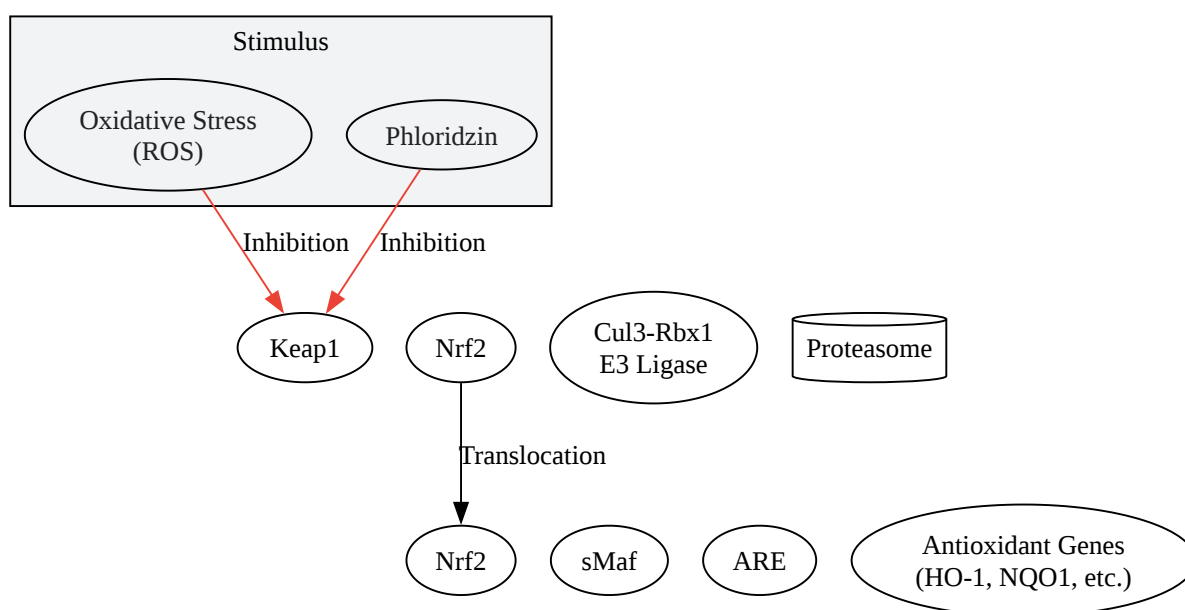 Stimulus
Oxidative Stress
(ROS)
Phloridzin
Inhibition
Inhibition
Keap1
Nrf2
Cul3-Rbx1
E3 Ligase
Proteasome
Translocation
Nrf2
sMaf
ARE
Antioxidant Genes
(HO-1, NQO1, etc.)